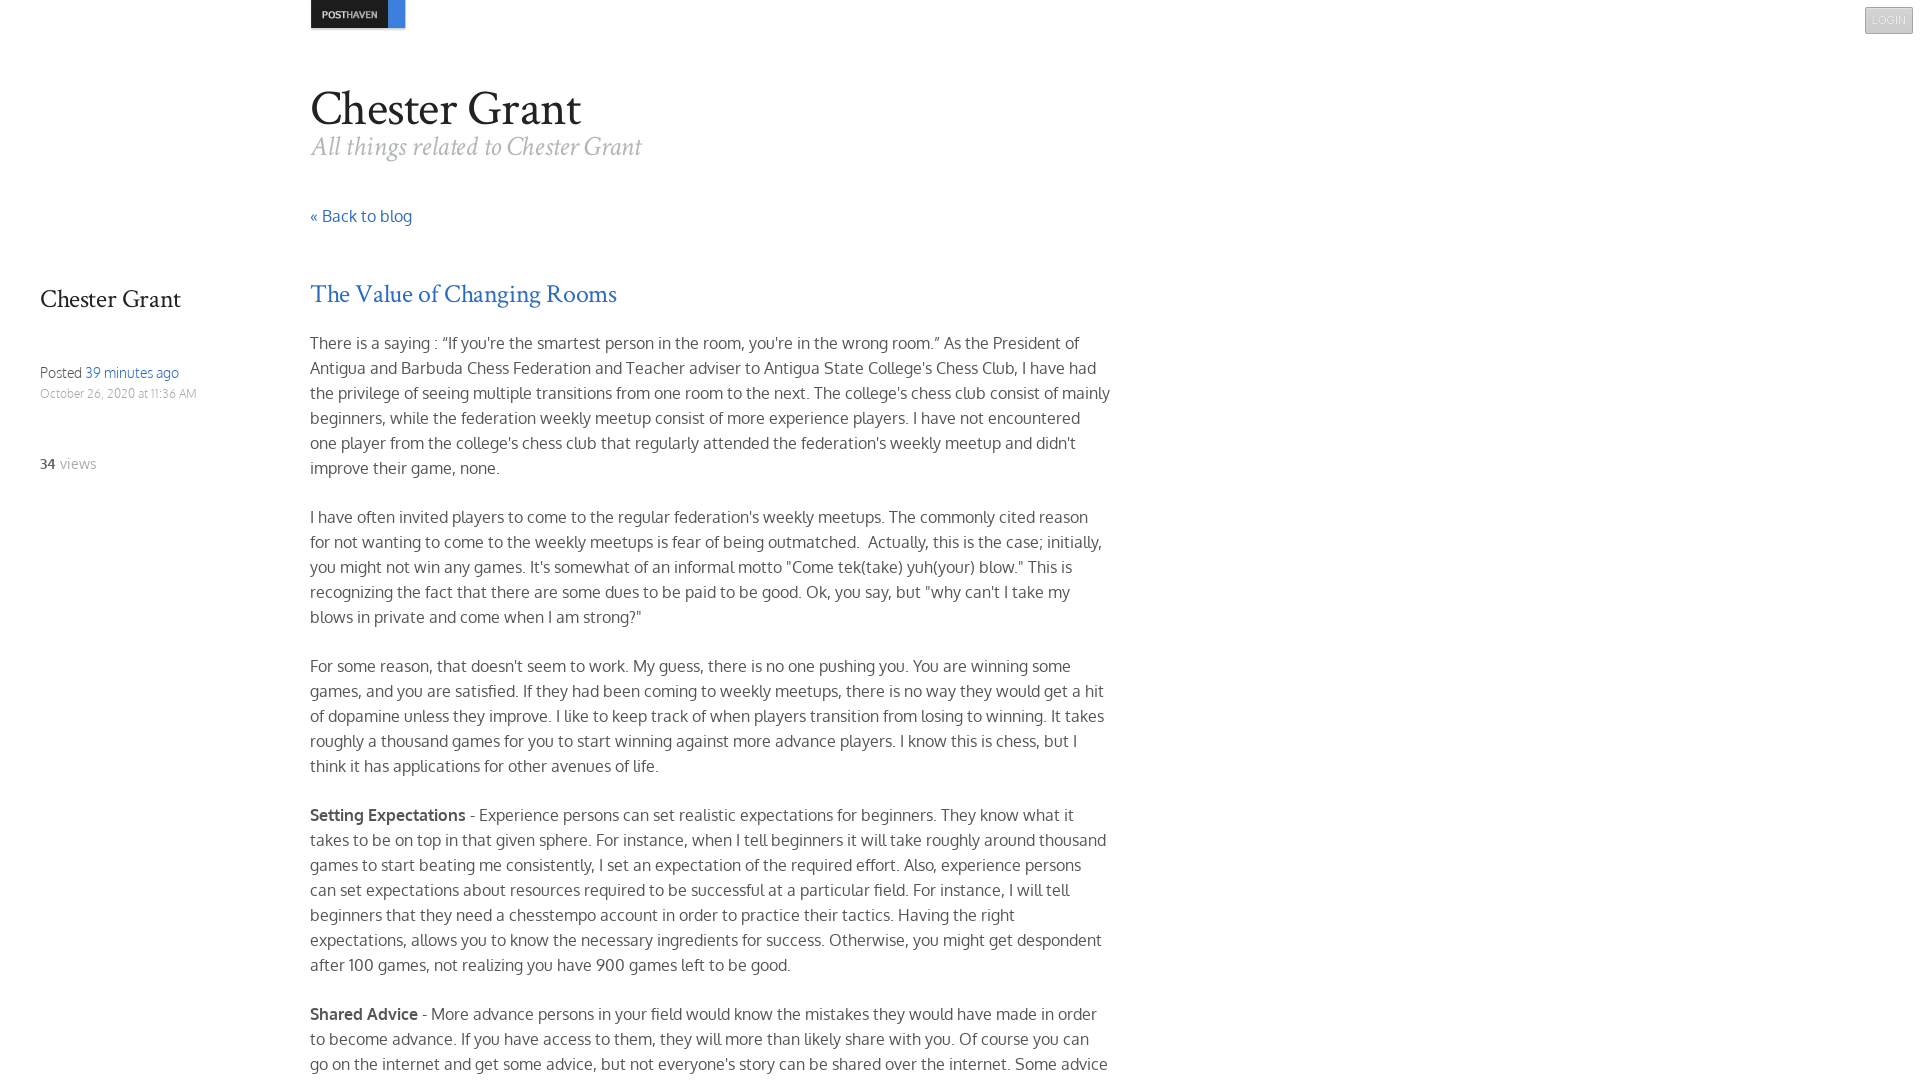 POSTHAVEN
LOGIN
Chester Grant
All things related to Chester Grant
« Back to blog
Chester Grant
Posted 39 minutes ago
October 26, 2020 at 11:36 AM
34 views
The Value of Changing Rooms
There is a saying : “If you're the smartest person in the room, you're in the wrong room.” As the President of
Antigua and Barbuda Chess Federation and Teacher adviser to Antigua State College's Chess Club, I have had
the privilege of seeing multiple transitions from one room to the next. The college's chess club consist of mainly
beginners, while the federation weekly meetup consist of more experience players. I have not encountered
one player from the college's chess club that regularly attended the federation's weekly meetup and didn't
improve their game, none.
I have often invited players to come to the regular federation's weekly meetups. The commonly cited reason
for not wanting to come to the weekly meetups is fear of being outmatched.  Actually, this is the case; initially,
you might not win any games. It's somewhat of an informal motto "Come tek(take) yuh(your) blow." This is
recognizing the fact that there are some dues to be paid to be good. Ok, you say, but "why can't I take my
blows in private and come when I am strong?"
For some reason, that doesn't seem to work. My guess, there is no one pushing you. You are winning some
games, and you are satisfied. If they had been coming to weekly meetups, there is no way they would get a hit
of dopamine unless they improve. I like to keep track of when players transition from losing to winning. It takes
roughly a thousand games for you to start winning against more advance players. I know this is chess, but I
think it has applications for other avenues of life.
Setting Expectations - Experience persons can set realistic expectations for beginners. They know what it
takes to be on top in that given sphere. For instance, when I tell beginners it will take roughly around thousand
games to start beating me consistently, I set an expectation of the required effort. Also, experience persons
can set expectations about resources required to be successful at a particular field. For instance, I will tell
beginners that they need a chesstempo account in order to practice their tactics. Having the right
expectations, allows you to know the necessary ingredients for success. Otherwise, you might get despondent
after 100 games, not realizing you have 900 games left to be good.
Shared Advice - More advance persons in your field would know the mistakes they would have made in order
to become advance. If you have access to them, they will more than likely share with you. Of course you can
go on the internet and get some advice, but not everyone's story can be shared over the internet. Some advice